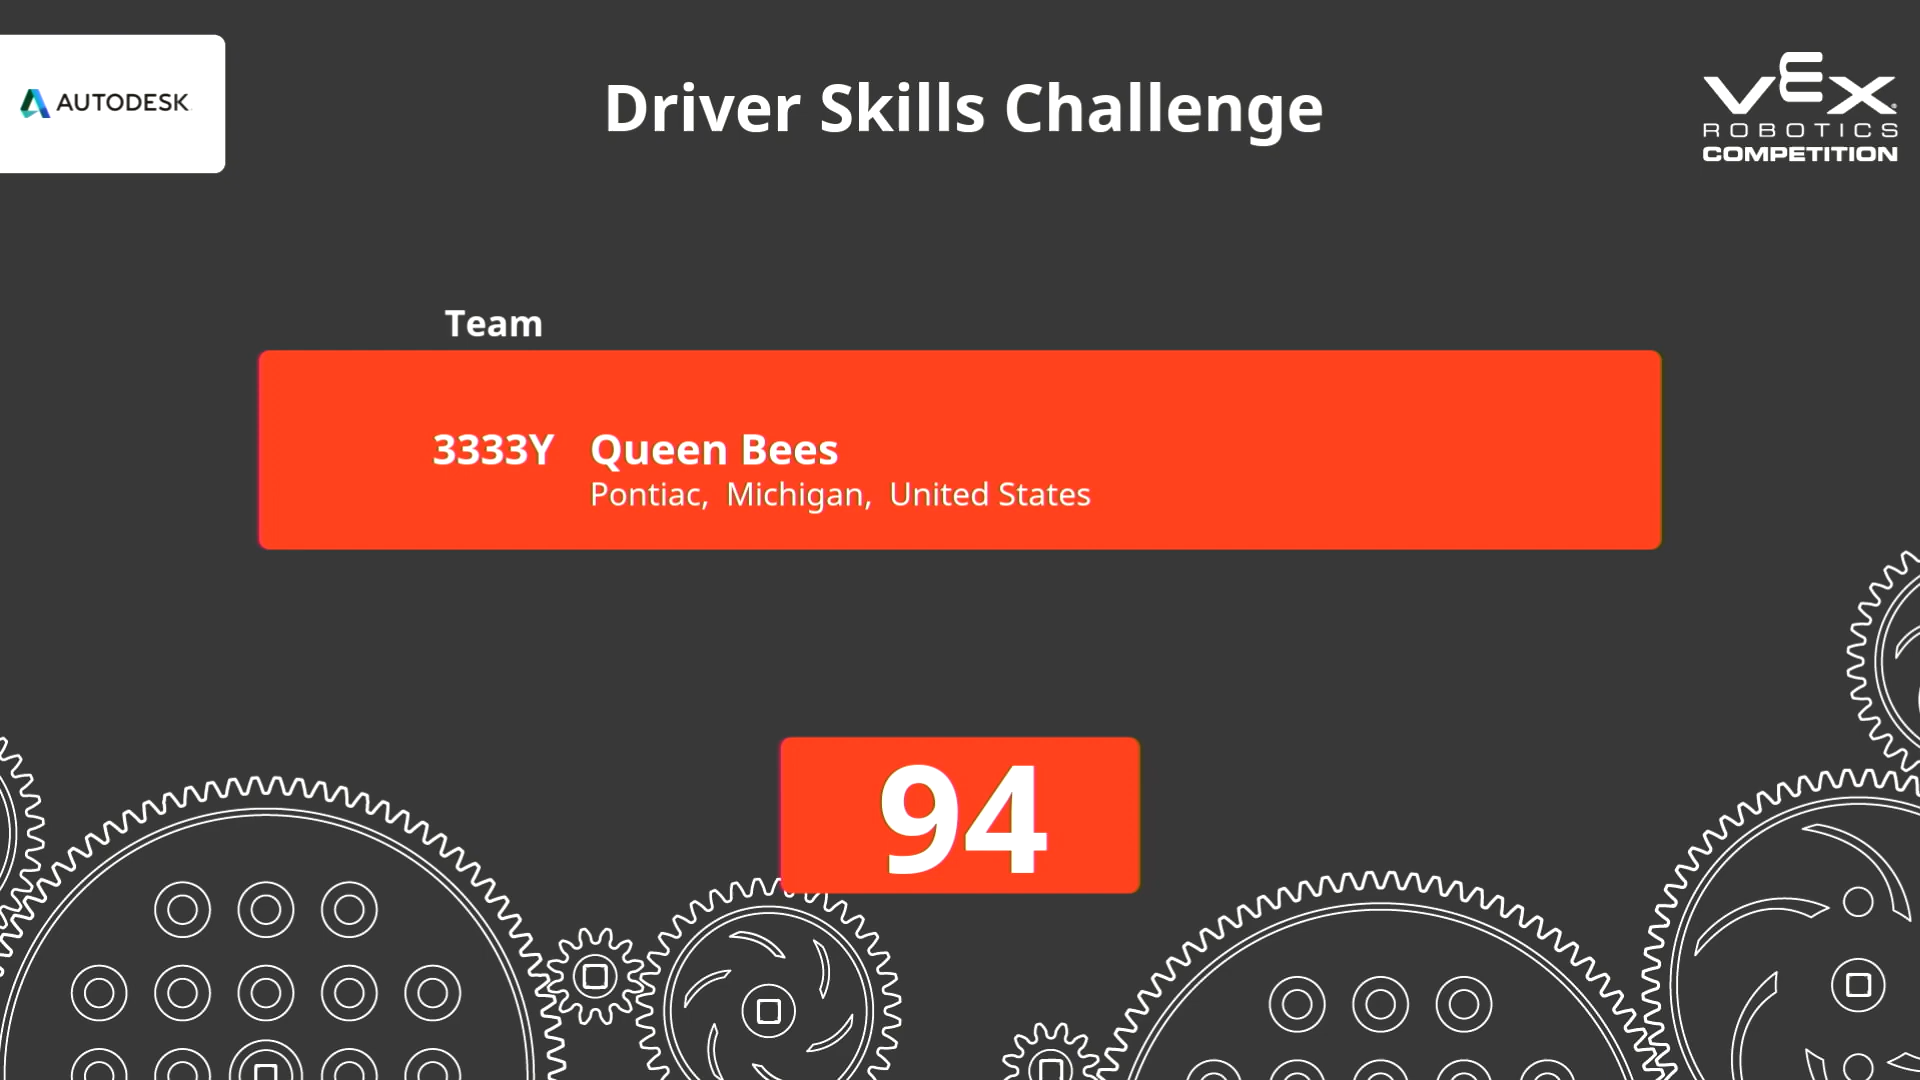 AUTODESK
Driver Skills Challenge
VEX
ROBOTICS
COMPETITION
Team
3333Y Queen Bees
Pontiac, Michigan, United States
94